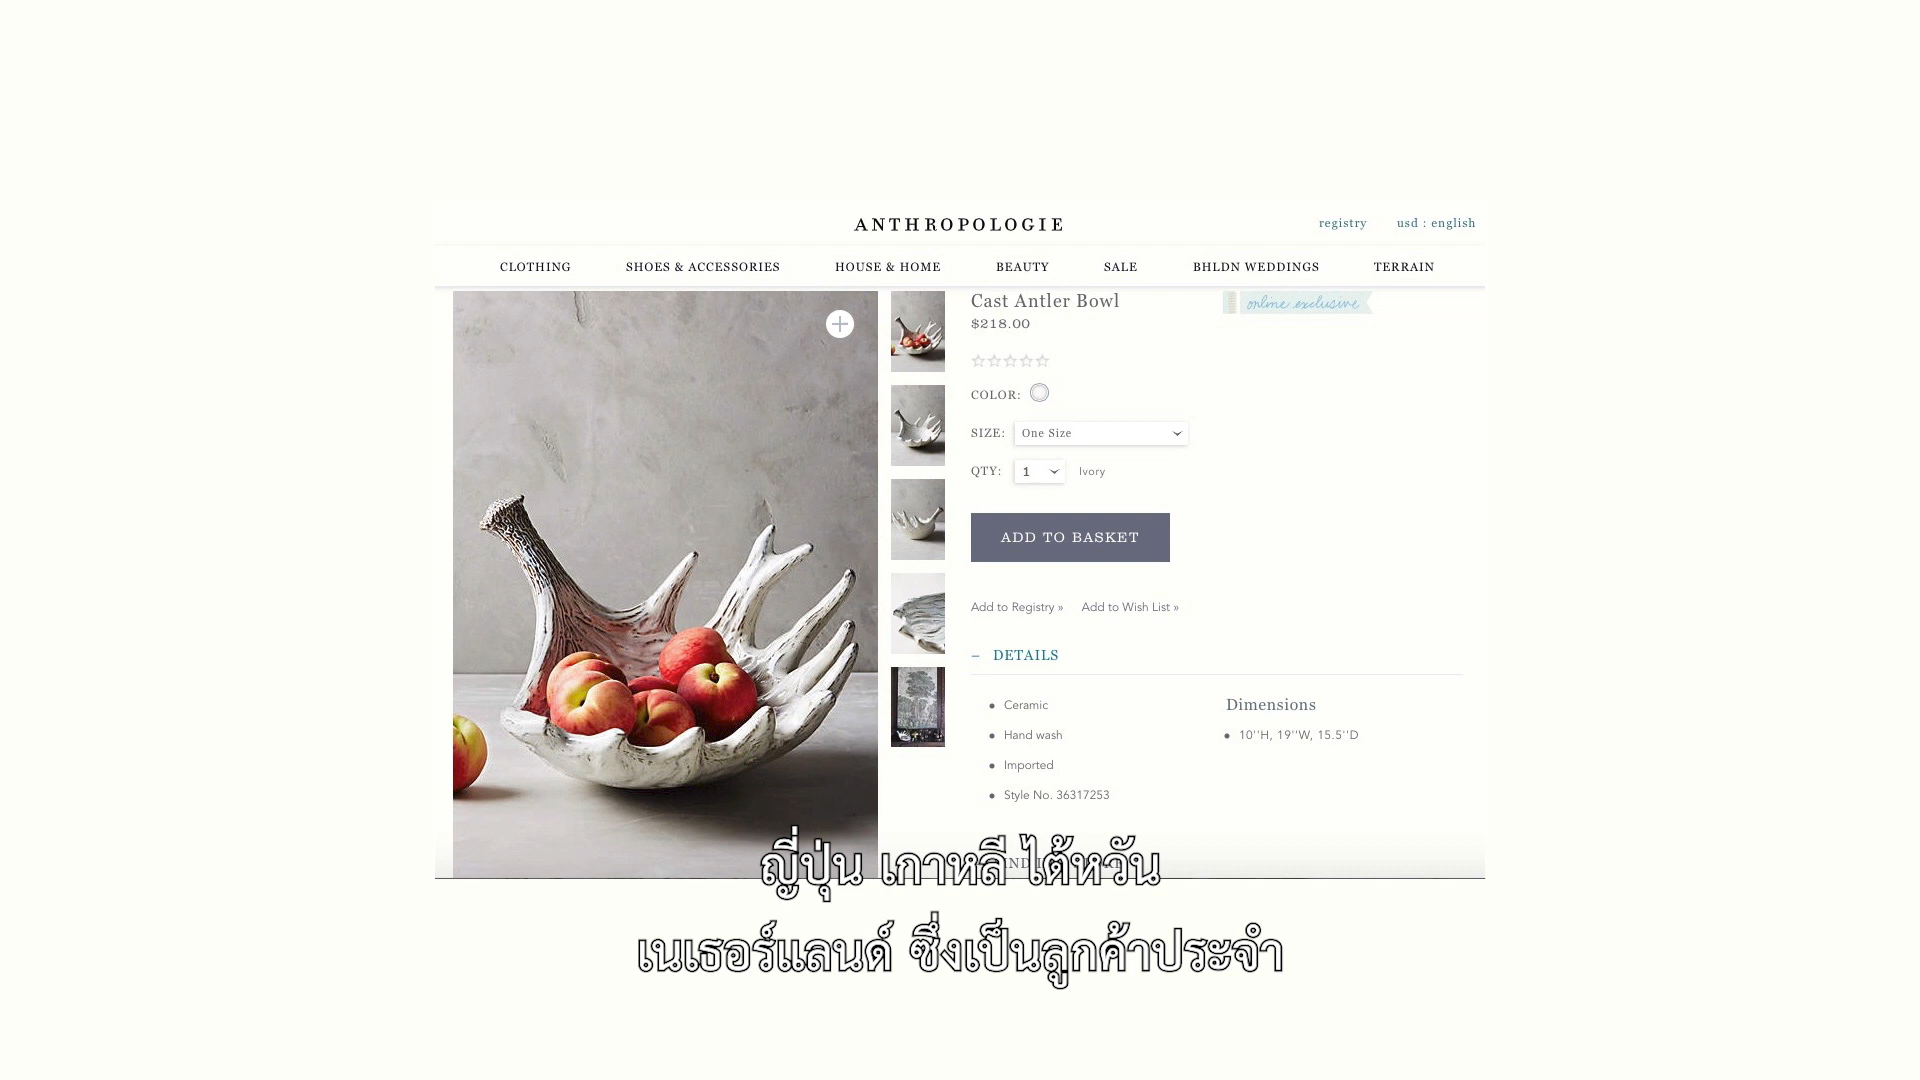 ANTHROPOLOGIE
registry usd : english
CLOTHING SHOES & ACCESSORIES HOUSE & HOME BEAUTY SALE BHLDN WEDDINGS TERRAIN
Cast Antler Bowl
online exclusive
$218.00
COLOR:
SIZE: One Size
QTY: 1 Ivory
ADD TO BASKET
Add to Registry » Add to Wish List »
– DETAILS
• Ceramic
• Hand wash
• Imported
• Style No. 36317253
Dimensions
• 10''H, 19''W, 15.5''D
ญี่ปุ่น เกาหลี ไต้หวัน
เนเธอร์แลนด์ ซึ่งเป็นลูกค้าประจำ